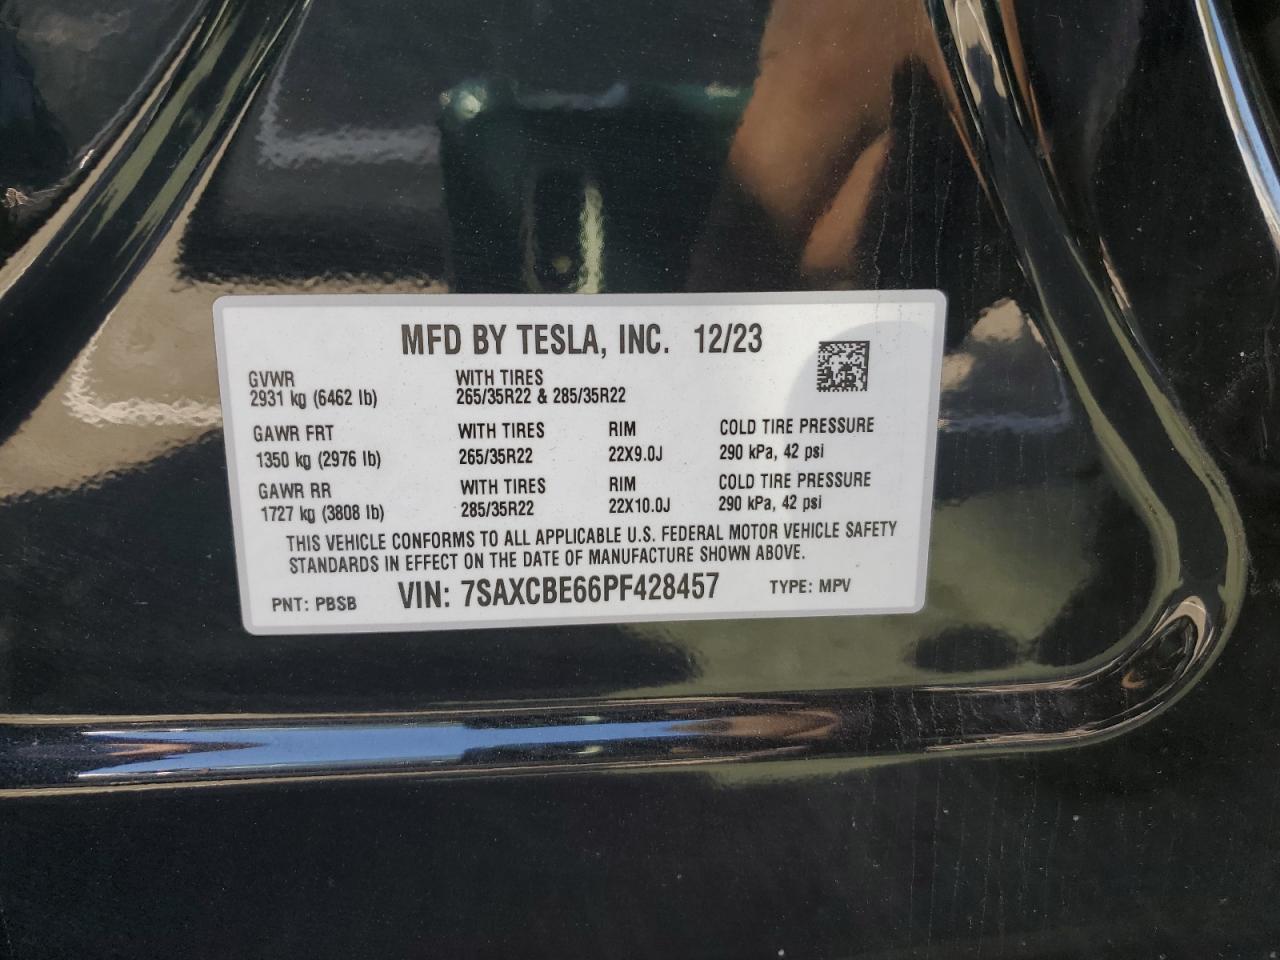 MFD BY TESLA, INC. 12/23
GVWR WITH TIRES
2931 kg (6462 lb) 265/35R22 & 285/35R22
GAWR FRT WITH TIRES RIM COLD TIRE PRESSURE
1350 kg (2976 lb) 265/35R22 22X9.0J 290 kPa, 42 psi
GAWR RR WITH TIRES RIM COLD TIRE PRESSURE
1727 kg (3808 lb) 285/35R22 22X10.0J 290 kPa, 42 psi
THIS VEHICLE CONFORMS TO ALL APPLICABLE U.S. FEDERAL MOTOR VEHICLE SAFETY
STANDARDS IN EFFECT ON THE DATE OF MANUFACTURE SHOWN ABOVE.
PNT: PBSB VIN: 7SAXCBE66PF428457 TYPE: MPV